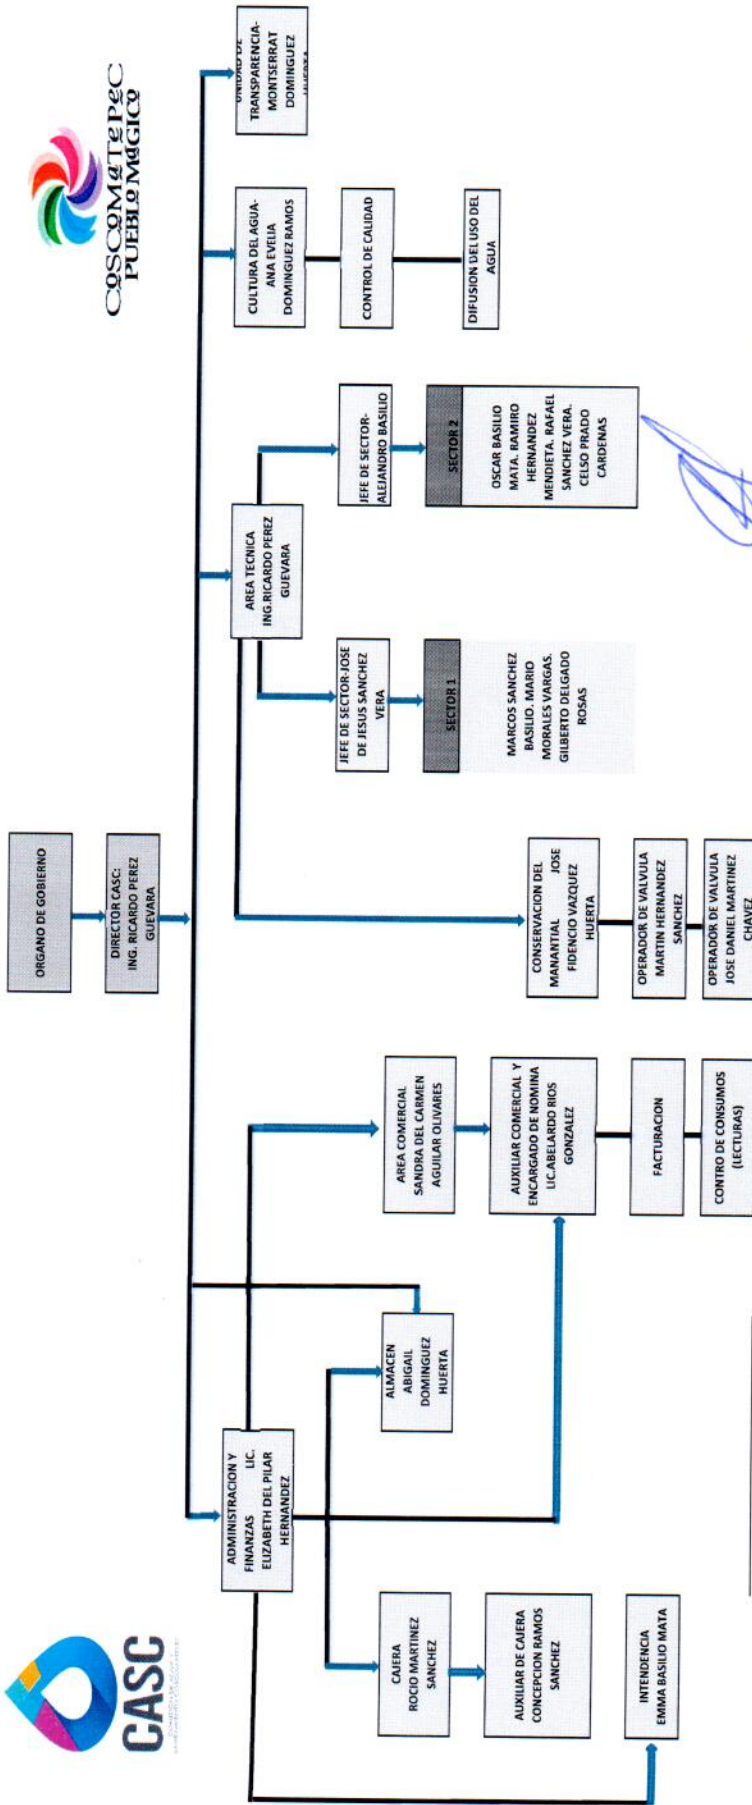 CASC
COSCOMATEPEC
PUEBLO MAGICO
ORGANO DE GOBIERNO
DIRECTOR CASC:
ING. RICARDO PEREZ
GUEVARA
ADMINISTRACION Y
FINANZAS LIC.
ELIZABETH DEL PILAR
HERNANDEZ
CAJERA
ROCIO MARTINEZ
SANCHEZ
AUXILIAR DE CAJERA
CONCEPCION RAMOS
SANCHEZ
INTENDENCIA
EMMA BASILIO MATA
ALMACEN
ABIGAIL
DOMINGUEZ
HUERTA
AREA COMERCIAL
SANDRA DEL CARMEN
AGUILAR OLIVARES
AUXILIAR COMERCIAL Y
ENCARGADO DE NOMINA
LIC.ABELARDO RIOS
GONZALEZ
FACTURACION
CONTRO DE CONSUMOS
(LECTURAS)
AREA TECNICA
ING.RICARDO PEREZ
GUEVARA
CONSERVACION DEL
MANANTIAL JOSE
FIDENCIO VAZQUEZ
HUERTA
OPERADOR DE VALVULA
MARTIN HERNANDEZ
SANCHEZ
OPERADOR DE VALVULA
JOSE DANIEL MARTINEZ
CHAVEZ
JEFE DE SECTOR-JOSE
DE JESUS SANCHEZ
VERA
SECTOR 1
MARCOS SANCHEZ
BASILIO. MARIO
MORALES VARGAS.
GILBERTO DELGADO
ROSAS
JEFE DE SECTOR-
ALEJANDRO BASILIO
SECTOR 2
OSCAR BASILIO
MATA. RAMIRO
HERNANDEZ
MENDIETA. RAFAEL
SANCHEZ VERA.
CELSO PRADO
CARDENAS
CULTURA DEL AGUA-
ANA EVELIA
DOMINGUEZ RAMOS
CONTROL DE CALIDAD
DIFUSION DEL USO DEL
AGUA
UNIDAD DE
TRANSPARENCIA-
MONTSERRAT
DOMINGUEZ
HUERTA